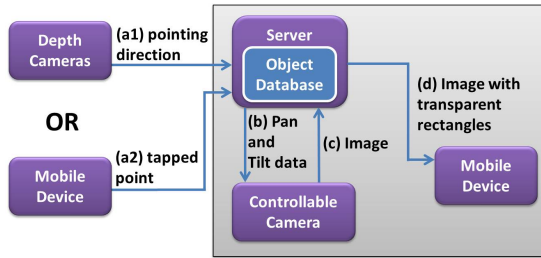 Depth
Cameras
(a1) pointing
direction
OR
Mobile
Device
(a2) tapped
point
Server
Object
Database
(b) Pan
and
Tilt data
(c) Image
Controllable
Camera
(d) Image with
transparent
rectangles
Mobile
Device